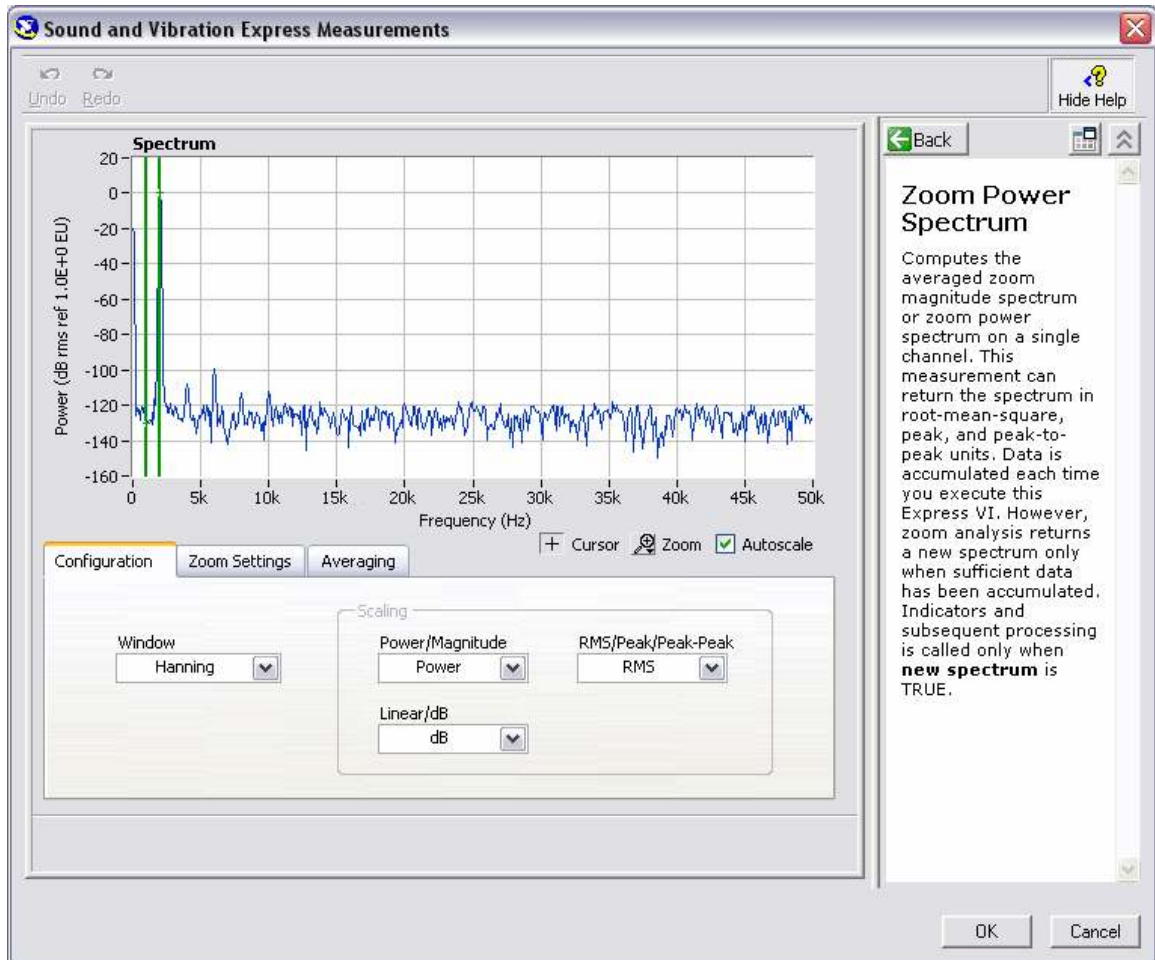 Sound and Vibration Express Measurements
Undo Redo
Hide Help
Spectrum
Power (dB rms ref 1.0E+0 EU)
20
0
-20
-40
-60
-80
-100
-120
-140
-160
0 5k 10k 15k 20k 25k 30k 35k 40k 45k 50k
Frequency (Hz)
Cursor Zoom Autoscale
Configuration Zoom Settings Averaging
Scaling
Window
Hanning
Power/Magnitude
Power
RMS/Peak/Peak-Peak
RMS
Linear/dB
dB
Back
Zoom Power
Spectrum
Computes the
averaged zoom
magnitude spectrum
or zoom power
spectrum on a single
channel. This
measurement can
return the spectrum in
root-mean-square,
peak, and peak-to-
peak units. Data is
accumulated each time
you execute this
Express VI. However,
zoom analysis returns
a new spectrum only
when sufficient data
has been accumulated.
Indicators and
subsequent processing
is called only when
new spectrum is
TRUE.
OK Cancel